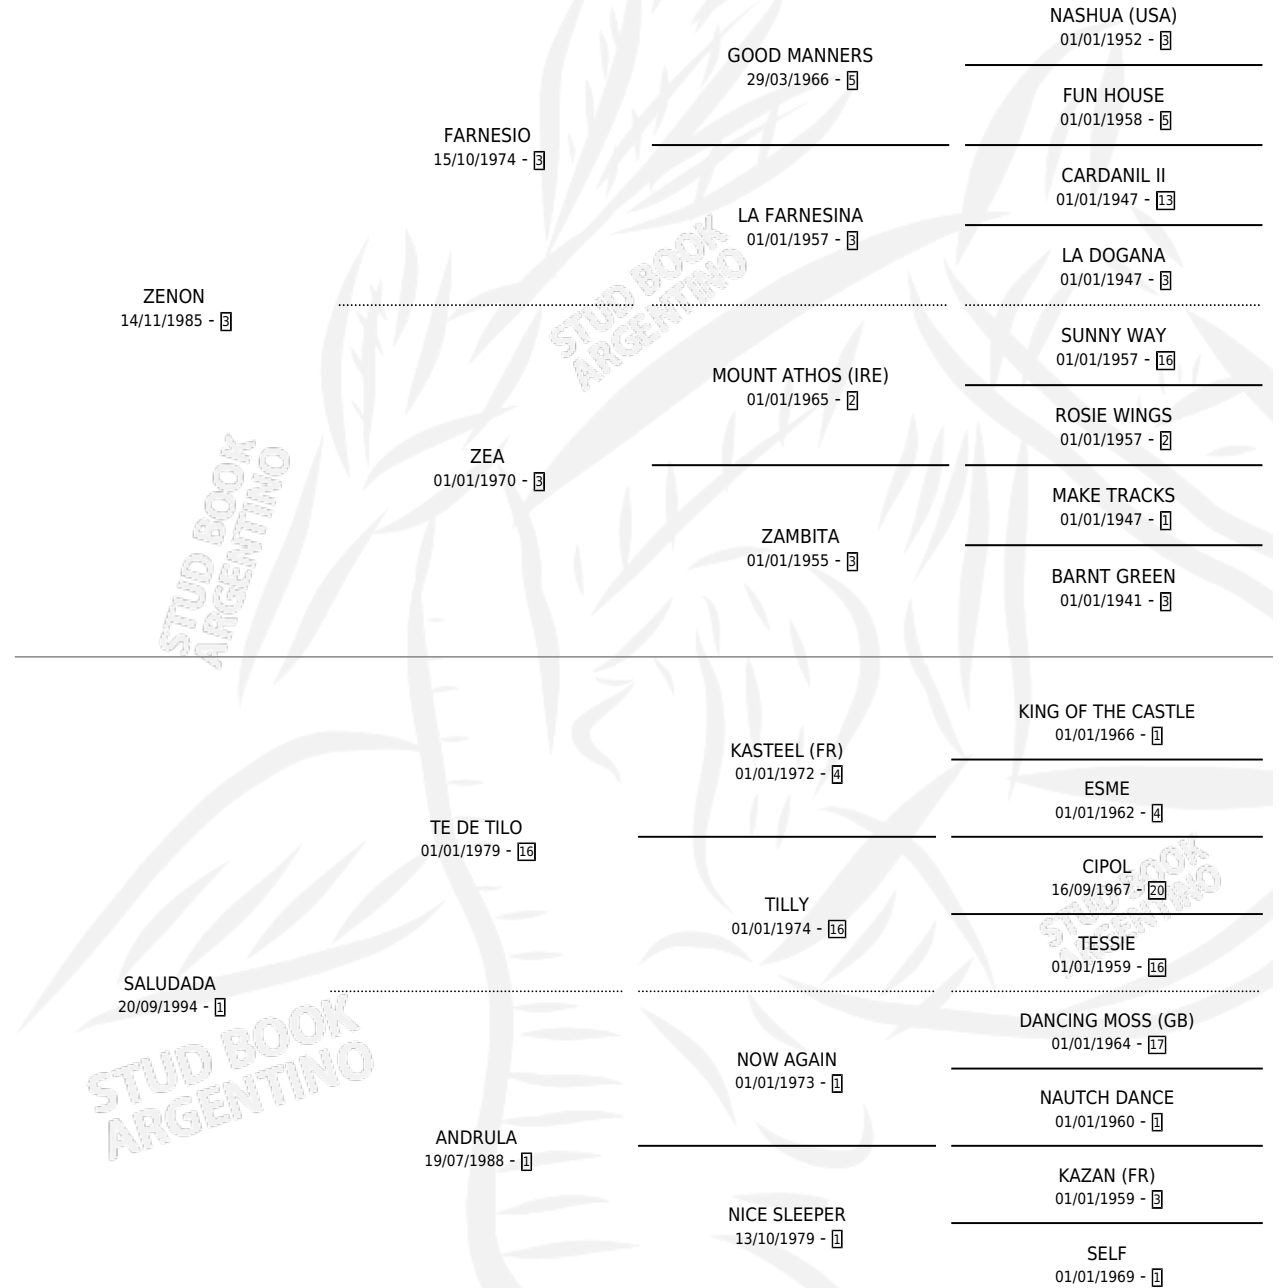 NASHUA (USA)
01/01/1952 - 3
GOOD MANNERS
29/03/1966 - 5
FUN HOUSE
01/01/1958 - 5
FARNESIO
15/10/1974 - 3
CARDANIL II
01/01/1947 - 13
LA FARNESINA
01/01/1957 - 3
LA DOGANA
01/01/1947 - 3
ZENON
14/11/1985 - 3
SUNNY WAY
01/01/1957 - 16
MOUNT ATHOS (IRE)
01/01/1965 - 2
ROSIE WINGS
01/01/1957 - 2
ZEA
01/01/1970 - 3
MAKE TRACKS
01/01/1947 - 1
ZAMBITA
01/01/1955 - 3
BARNT GREEN
01/01/1941 - 3
STUD BOOK
ARGENTINO
STUD BOOK
ARGENTINO
KING OF THE CASTLE
01/01/1966 - 1
KASTEEL (FR)
01/01/1972 - 4
ESME
01/01/1962 - 4
TE DE TILO
01/01/1979 - 16
CIPOL
16/09/1967 - 20
TILLY
01/01/1974 - 16
TESSIE
01/01/1959 - 16
SALUDADA
20/09/1994 - 1
DANCING MOSS (GB)
01/01/1964 - 17
NOW AGAIN
01/01/1973 - 1
NAUTCH DANCE
01/01/1960 - 1
ANDRULA
19/07/1988 - 1
KAZAN (FR)
01/01/1959 - 3
NICE SLEEPER
13/10/1979 - 1
SELF
01/01/1969 - 1
STUD BOOK
ARGENTINO
STUD BOOK
ARGENTINO